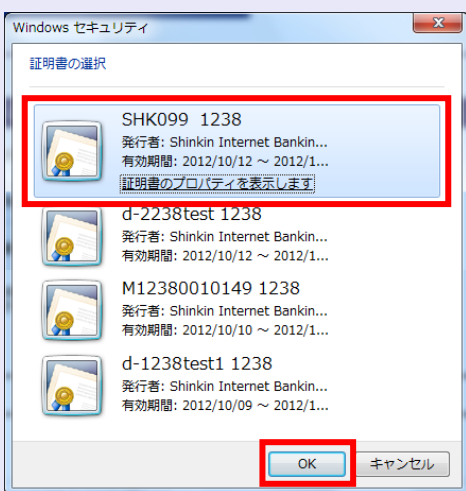 Windows セキュリティ
証明書の選択
SHK099 1238
発行者: Shinkin Internet Bankin...
有効期間: 2012/10/12 ～ 2012/1...
証明書のプロパティを表示します
d-2238test 1238
発行者: Shinkin Internet Bankin...
有効期間: 2012/10/12 ～ 2012/1...
M12380010149 1238
発行者: Shinkin Internet Bankin...
有効期間: 2012/10/10 ～ 2012/1...
d-1238test1 1238
発行者: Shinkin Internet Bankin...
有効期間: 2012/10/09 ～ 2012/1...
OK キャンセル